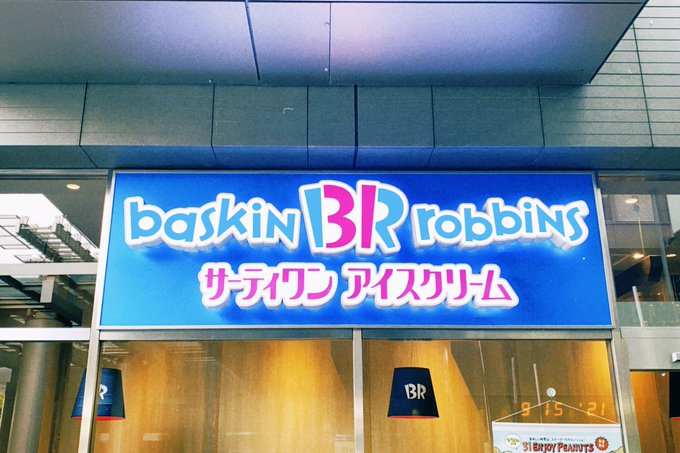 baskin BR robbins
サーティワン アイスクリーム
BR
BR
9 15 '21
31 ENJOY PEANUTS